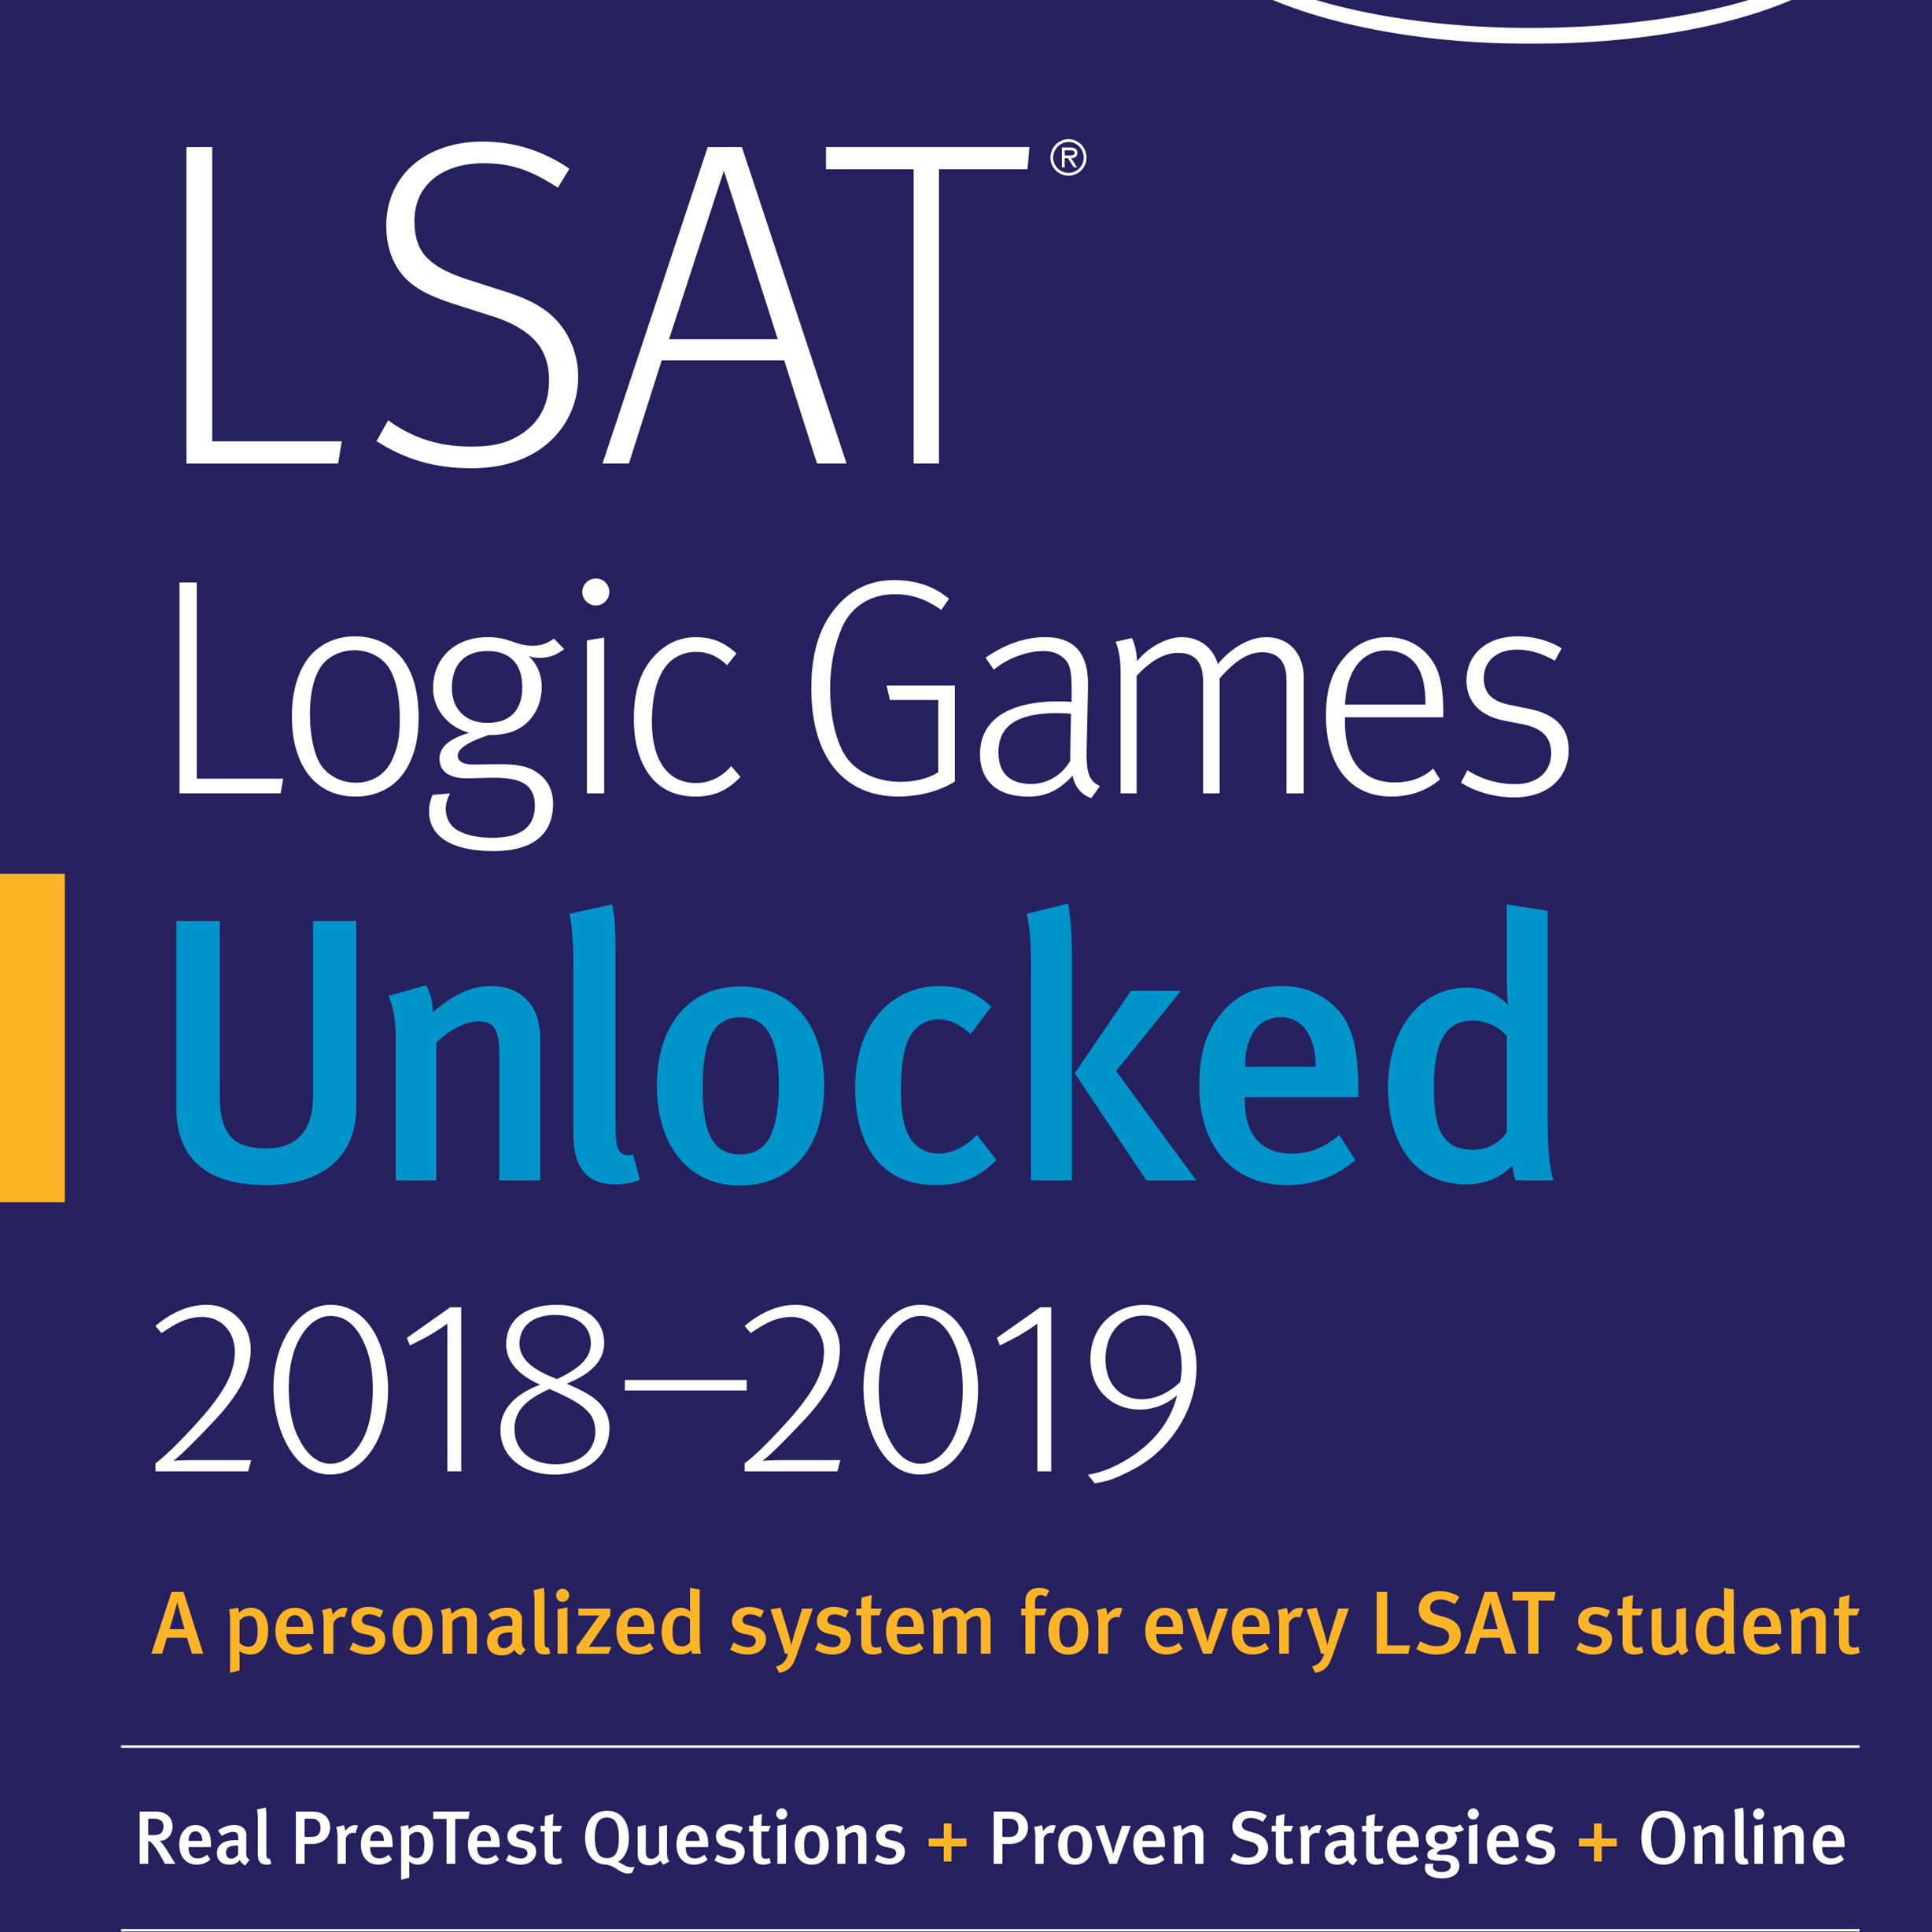 LSAT®
Logic Games
Unlocked
2018–2019
A personalized system for every LSAT student
Real PrepTest Questions + Proven Strategies + Online